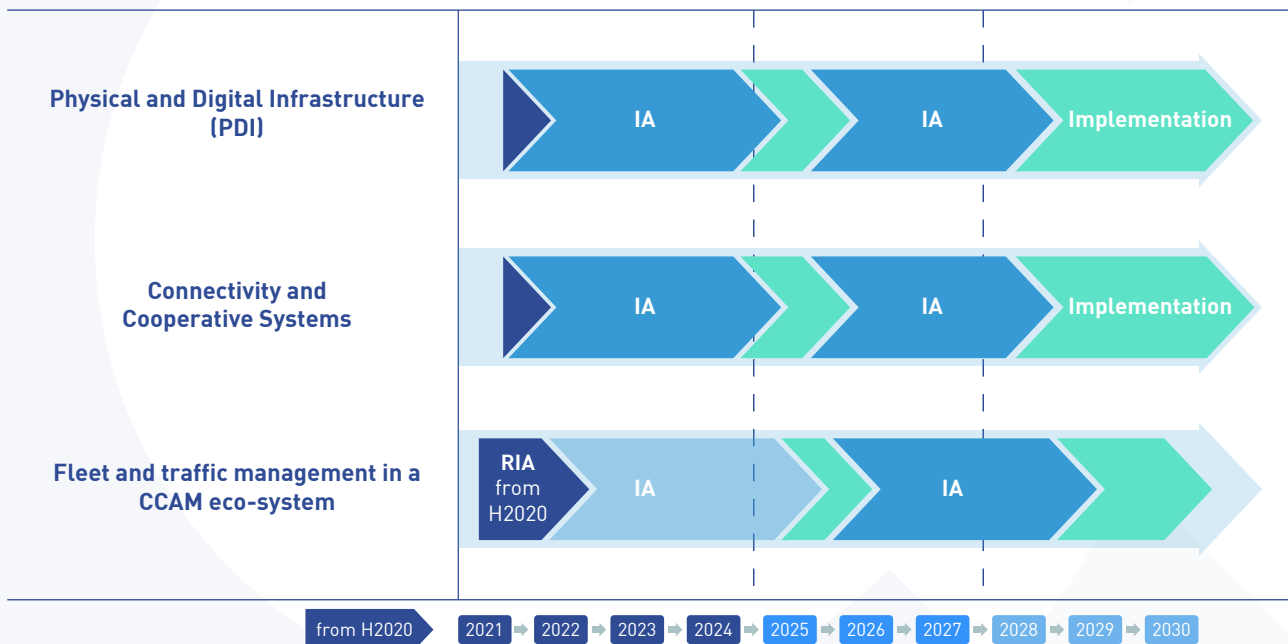 Physical and Digital Infrastructure
(PDI)
IA
IA
Implementation
Connectivity and
Cooperative Systems
IA
IA
Implementation
Fleet and traffic management in a
CCAM eco-system
RIA
from
H2020
IA
IA
from H2020
2021
2022
2023
2024
2025
2026
2027
2028
2029
2030